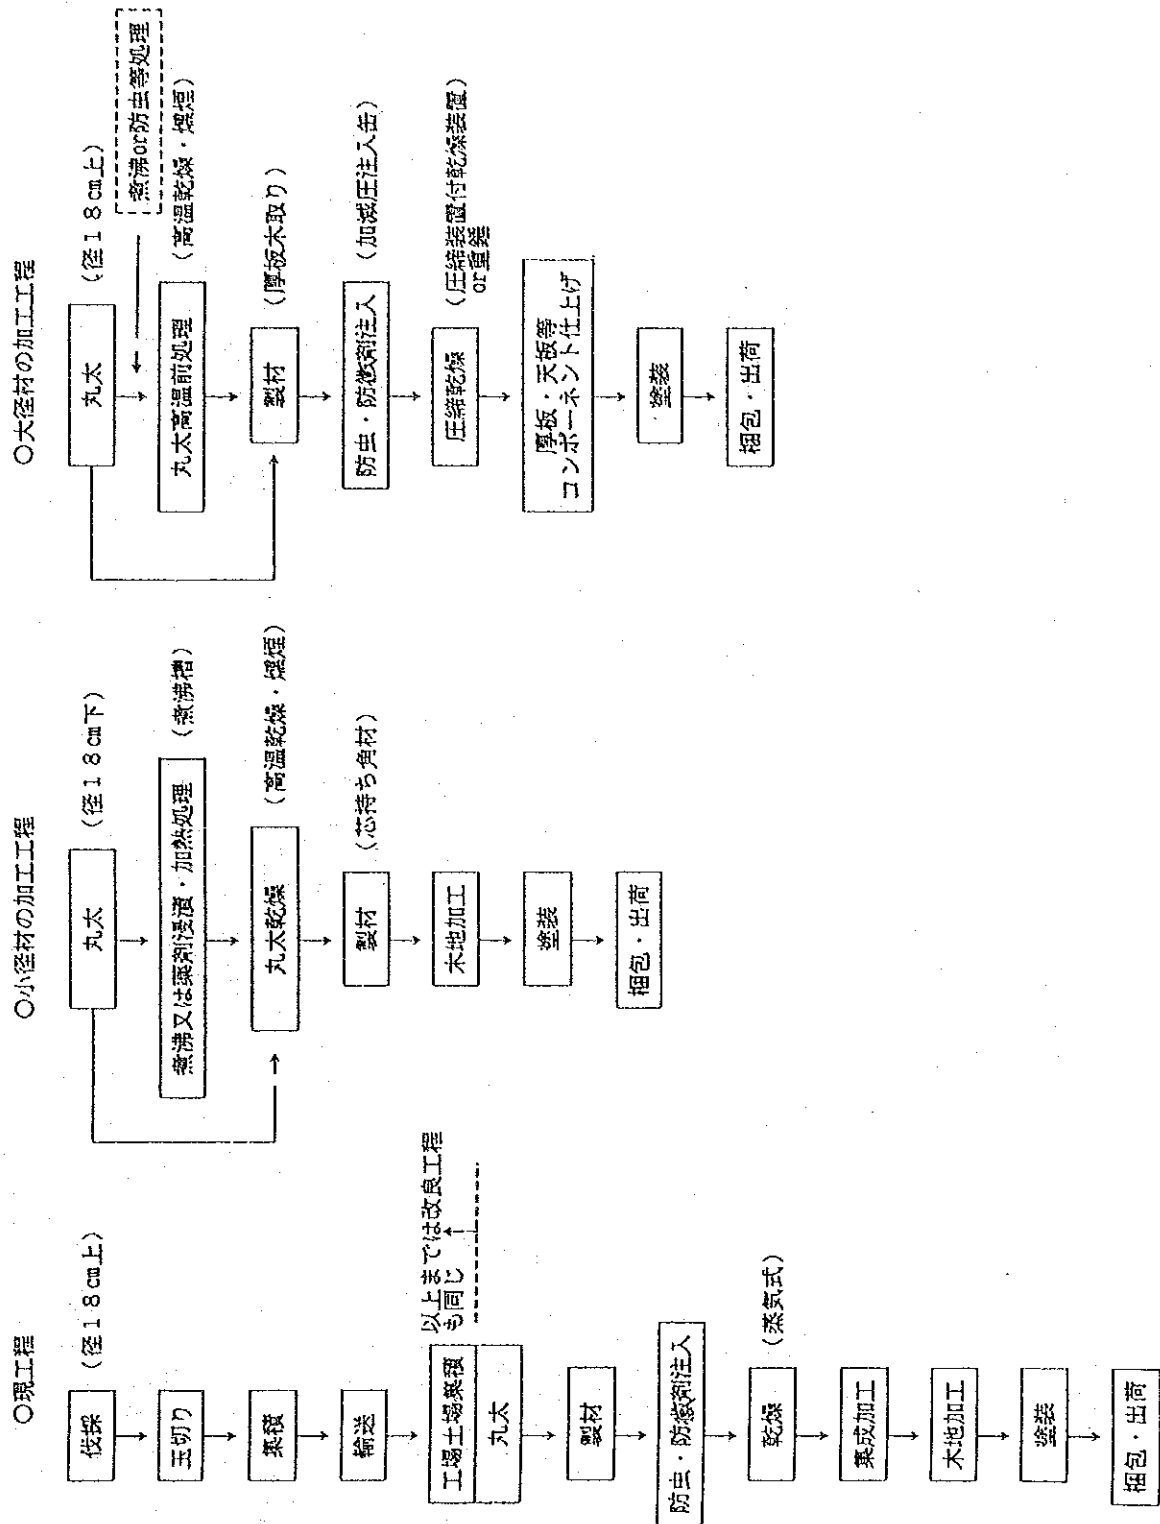 ○現工程
伐採
(径18cm上)
玉切り
集積
輸送
工場土場集積
以上までは改良工程
も同じ
丸太
製材
防虫・防黴剤注入
乾燥
(蒸気式)
集成加工
木地加工
塗装
梱包・出荷
○小径材の加工工程
丸太
(径18cm下)
煮沸又は薬剤浸漬・加熱処理
(煮沸槽)
丸太乾燥
(高温乾燥・燻煙)
製材
(芯持ち角材)
木地加工
塗装
梱包・出荷
○大径材の加工工程
丸太
(径18cm上)
煮沸or防虫等処理
丸太高温前処理
(高温乾燥・燻煙)
製材
(厚板木取り)
防虫・防黴剤注入
(加減圧注入缶)
圧締乾燥
(圧締装置付乾燥装置
or重錘)
厚板・天板等
コンポーネント仕上げ
塗装
梱包・出荷